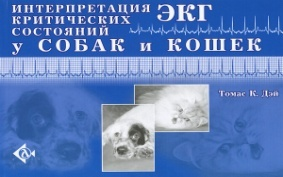 ИНТЕРПРЕТАЦИЯ ЭКГ
КРИТИЧЕСКИХ
СОСТОЯНИЙ
У СОБАК И КОШЕК
Томас К. Дэй